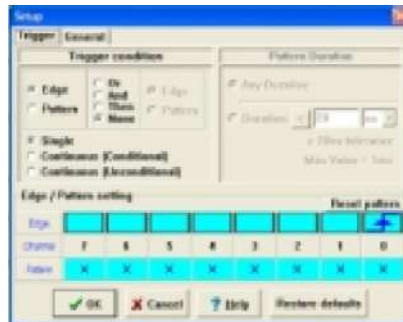 Setup
Trigger General
Trigger condition
Edge
Pattern
Or
And
Then
None
Edge
Pattern
Single
Continuous (Conditional)
Continuous (Unconditional)
Pattern Duration
Any Duration
Duration <
Edge / Pattern setting
Reset pattern
Edge
Channel 7 6 5 4 3 2 1 0
Pattern X X X X X X X X
OK Cancel Help Restore defaults